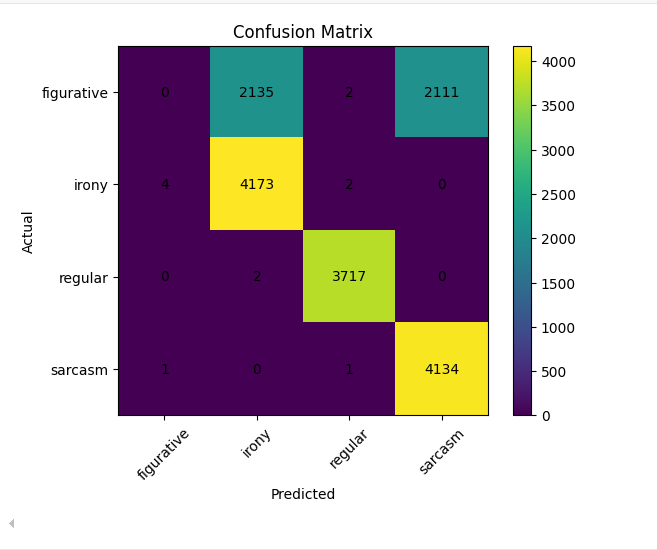 Confusion Matrix
figurative 0 2135 2 2111
irony 4 4173 2 0
regular 0 2 3717 0
sarcasm 1 0 1 4134
figurative irony regular sarcasm
Predicted
Actual
4000
3500
3000
2500
2000
1500
1000
500
0